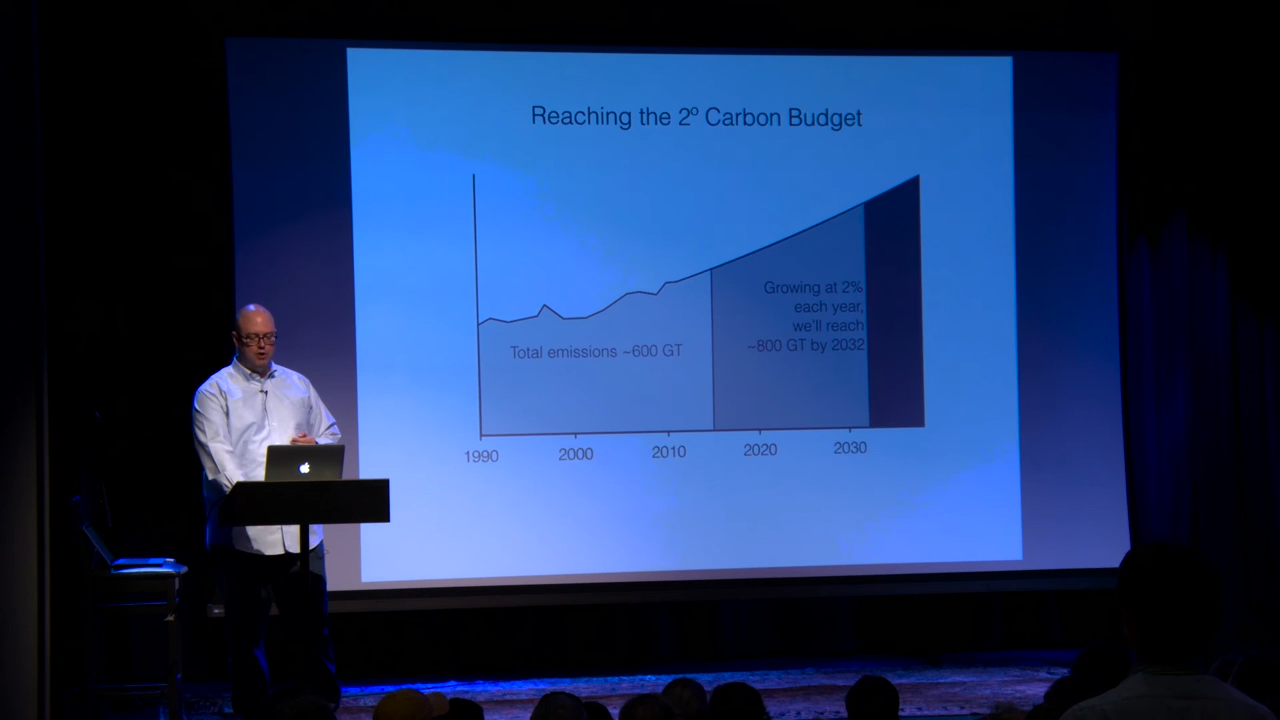 Reaching the 2º Carbon Budget
Growing at 2%
each year,
we'll reach
~800 GT by 2032
Total emissions ~600 GT
1990
2000
2010
2020
2030